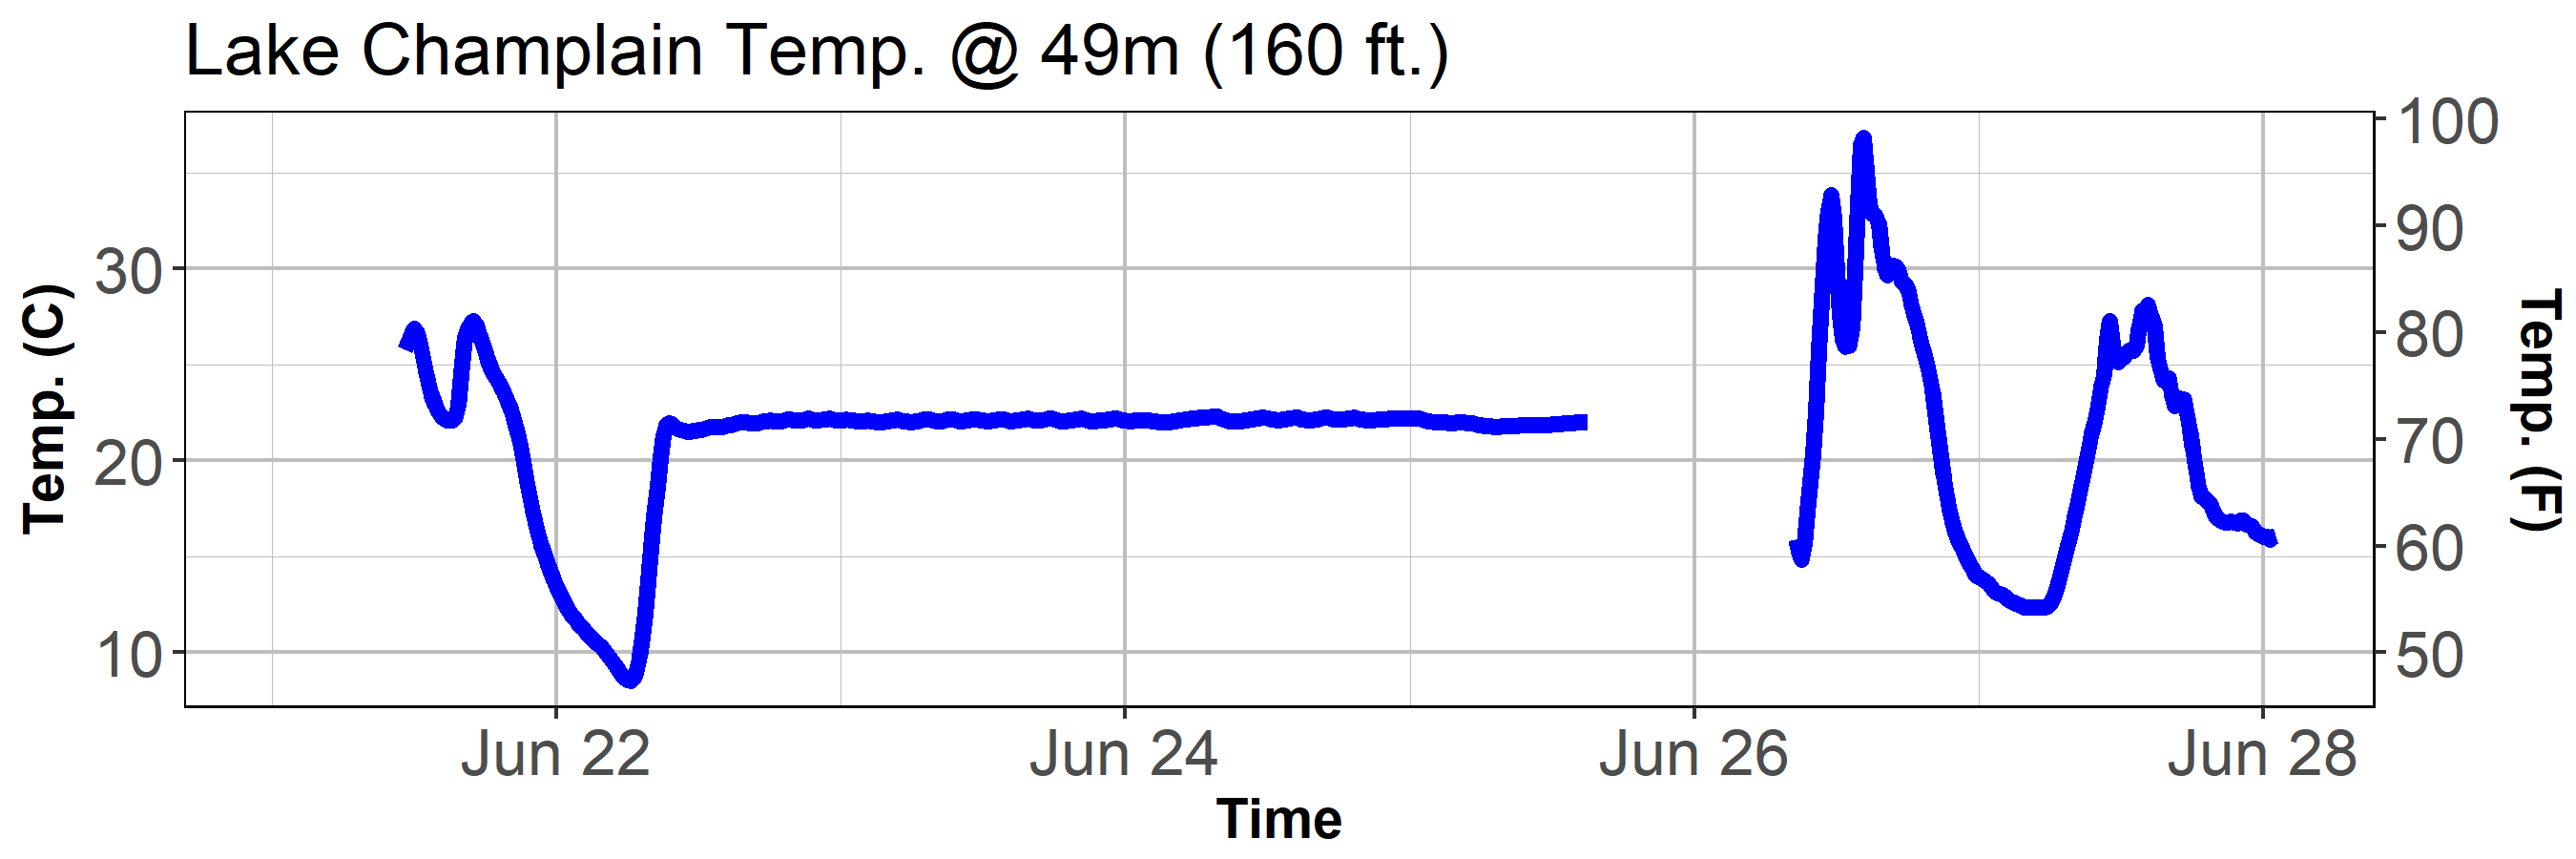 Lake Champlain Temp. @ 49m (160 ft.)
100
90
30
80
Temp. (C)
Temp. (F)
70
20
60
10
50
Jun 22 Jun 24 Jun 26 Jun 28
Time